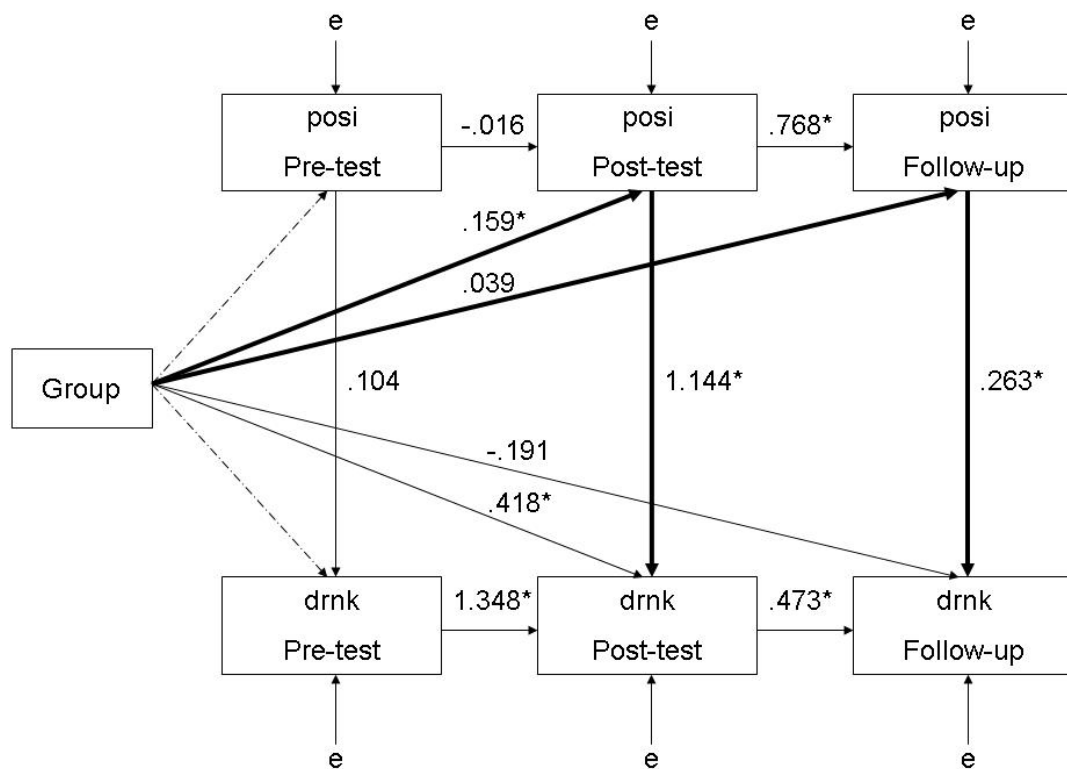 e
e
e
posi
Pre-test
-.016
posi
Post-test
.768*
posi
Follow-up
.159*
.039
Group
.104
1.144*
.263*
-.191
.418*
drnk
Pre-test
1.348*
drnk
Post-test
.473*
drnk
Follow-up
e
e
e